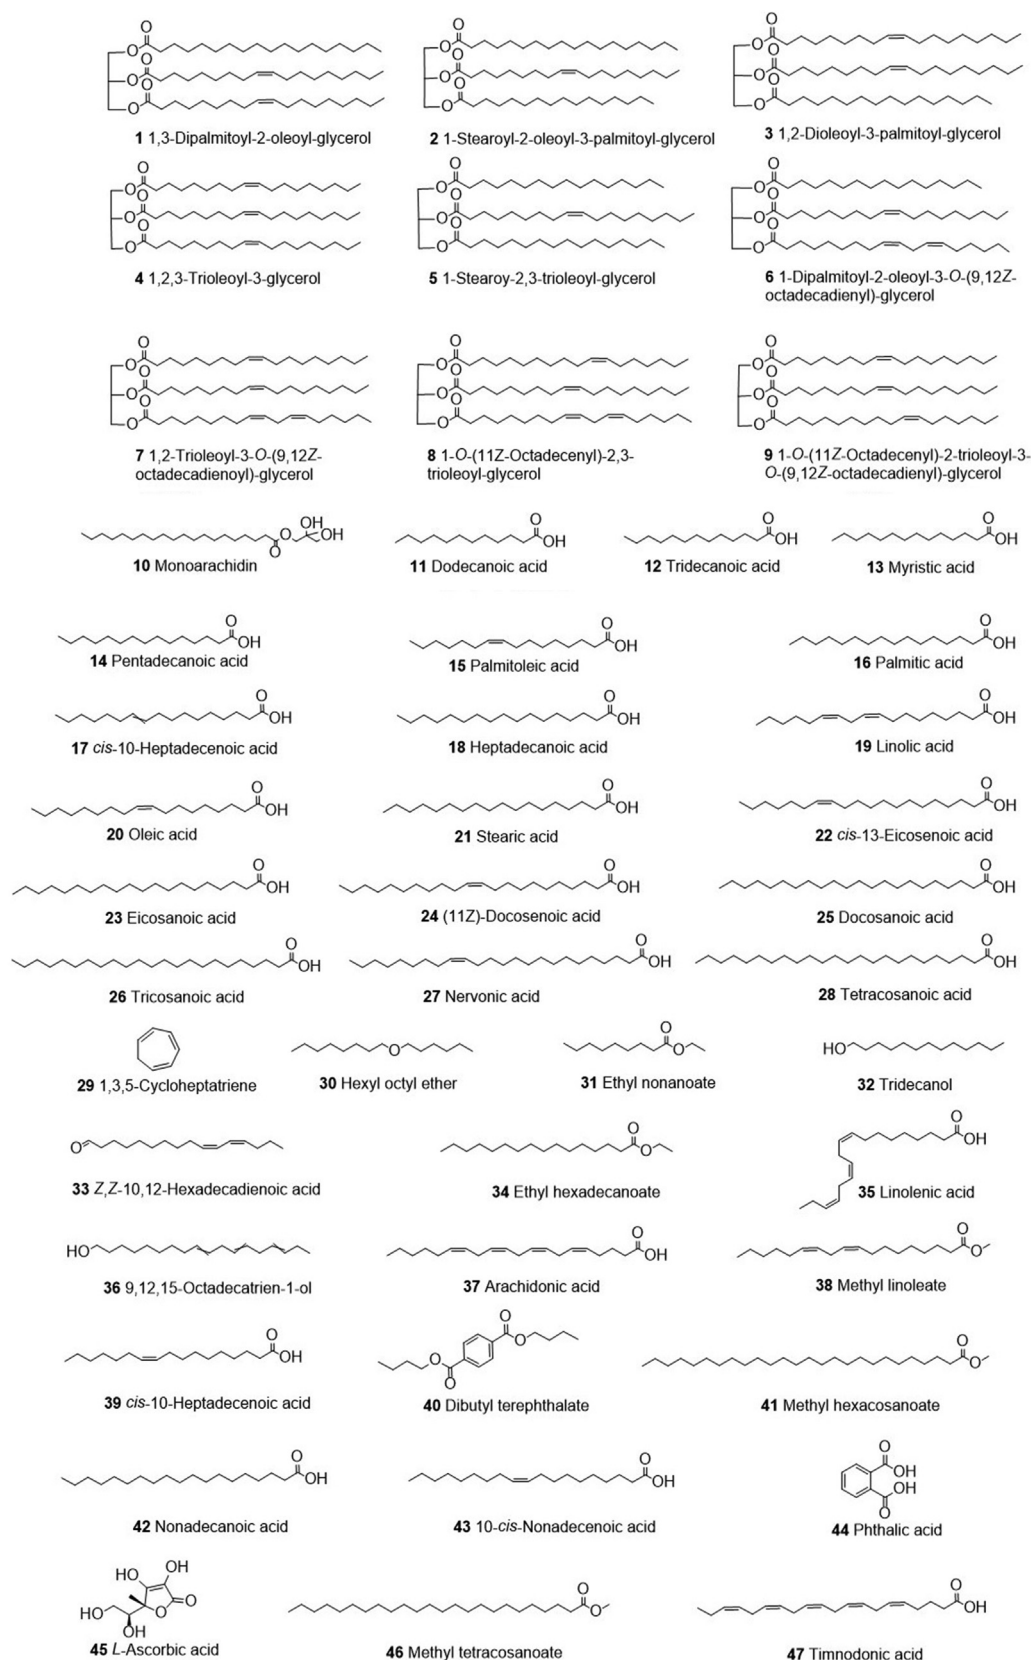 1 1,3-Dipalmitoyl-2-oleoyl-glycerol
2 1-Stearoyl-2-oleoyl-3-palmitoyl-glycerol
3 1,2-Dioleoyl-3-palmitoyl-glycerol
4 1,2,3-Trioleoyl-3-glycerol
5 1-Stearoy-2,3-trioleoyl-glycerol
6 1-Dipalmitoyl-2-oleoyl-3-O-(9,12Z-
octadecadienyl)-glycerol
7 1,2-Trioleoyl-3-O-(9,12Z-
octadecadienoyl)-glycerol
8 1-O-(11Z-Octadecenyl)-2,3-
trioleoyl-glycerol
9 1-O-(11Z-Octadecenyl)-2-trioleoyl-3-
O-(9,12Z-octadecadienyl)-glycerol
10 Monoarachidin
11 Dodecanoic acid
12 Tridecanoic acid
13 Myristic acid
14 Pentadecanoic acid
15 Palmitoleic acid
16 Palmitic acid
17 cis-10-Heptadecenoic acid
18 Heptadecanoic acid
19 Linolic acid
20 Oleic acid
21 Stearic acid
22 cis-13-Eicosenoic acid
23 Eicosanoic acid
24 (11Z)-Docosenoic acid
25 Docosanoic acid
26 Tricosanoic acid
27 Nervonic acid
28 Tetracosanoic acid
29 1,3,5-Cycloheptatriene
30 Hexyl octyl ether
31 Ethyl nonanoate
32 Tridecanol
33 Z,Z-10,12-Hexadecadienoic acid
34 Ethyl hexadecanoate
35 Linolenic acid
36 9,12,15-Octadecatrien-1-ol
37 Arachidonic acid
38 Methyl linoleate
39 cis-10-Heptadecenoic acid
40 Dibutyl terephthalate
41 Methyl hexacosanoate
42 Nonadecanoic acid
43 10-cis-Nonadecenoic acid
44 Phthalic acid
45 L-Ascorbic acid
46 Methyl tetracosanoate
47 Timnodonic acid